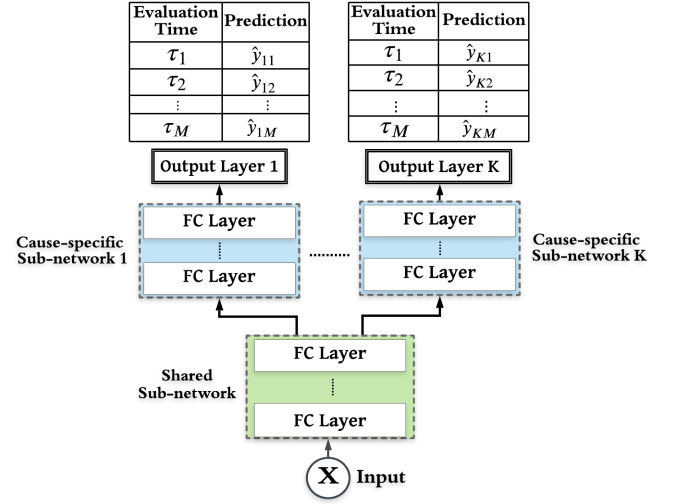 Evaluation Time Prediction
τ1 ŷ11
τ2 ŷ12
⋮ ⋮
τM ŷ1M
Evaluation Time Prediction
τ1 ŷK1
τ2 ŷK2
⋮ ⋮
τM ŷKM
Output Layer 1
Output Layer K
Cause-specific
Sub-network 1
FC Layer
FC Layer
FC Layer
FC Layer
Cause-specific
Sub-network K
Shared
Sub-network
FC Layer
FC Layer
X Input